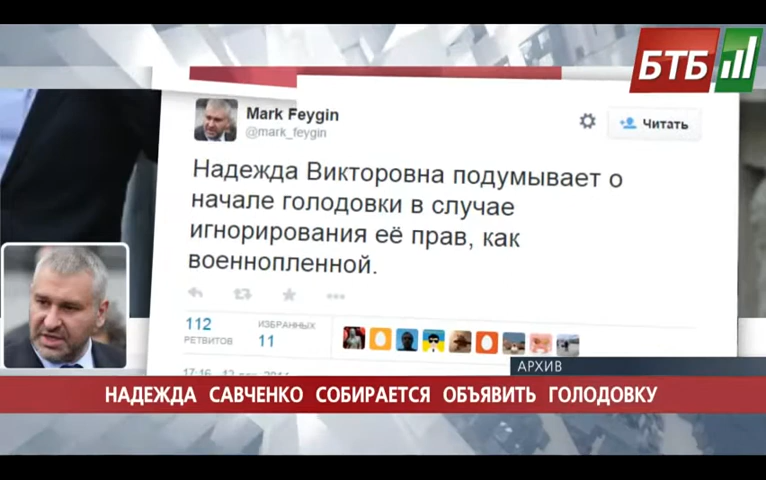 БТБ
Mark Feygin
@mark_feygin
Читать
Надежда Викторовна подумывает о
начале голодовки в случае
игнорирования её прав, как
военнопленной.
112
РЕТВИТОВ
ИЗБРАННЫХ
11
АРХИВ
НАДЕЖДА САВЧЕНКО СОБИРАЕТСЯ ОБЪЯВИТЬ ГОЛОДОВКУ